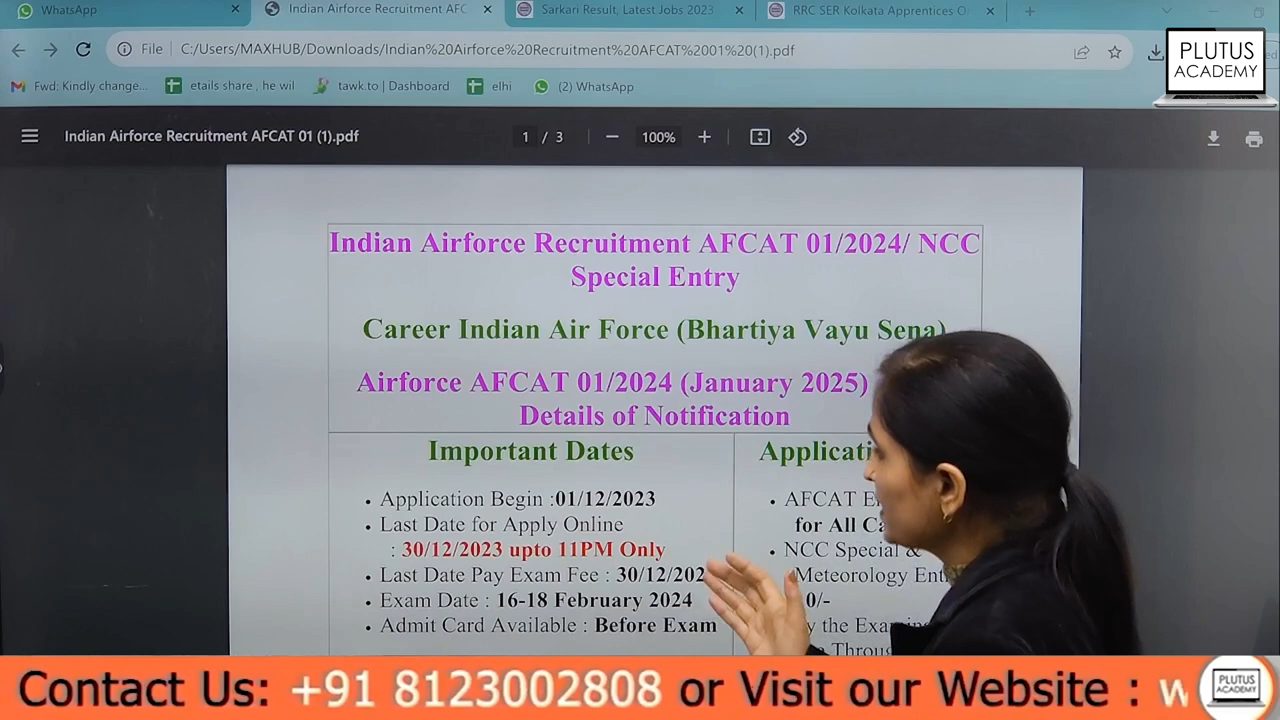 WhatsApp
Indian Airforce Recruitment AFC
Sarkari Result, Latest Jobs 2023
RRC SER Kolkata Apprentices O
File C:/Users/MAXHUB/Downloads/Indian%20Airforce%20Recruitment%20AFCAT%2001%20(1).pdf
PLUTUS
ACADEMY
Fwd: Kindly change...
etails share , he wil
tawk.to | Dashboard
elhi
(2) WhatsApp
Indian Airforce Recruitment AFCAT 01 (1).pdf
1 / 3
100%
Indian Airforce Recruitment AFCAT 01/2024/ NCC
Special Entry
Career Indian Air Force (Bhartiya Vayu Sena)
Airforce AFCAT 01/2024 (January 2025)
Details of Notification
Important Dates
• Application Begin :01/12/2023
• Last Date for Apply Online
: 30/12/2023 upto 11PM Only
• Last Date Pay Exam Fee : 30/12/202
• Exam Date : 16-18 February 2024
• Admit Card Available : Before Exam
Applicati
• AFCAT E
for All Ca
• NCC Special &
Meteorology Ent
0/-
y the Examin
Throug
Contact Us: +91 8123002808 or Visit our Website : w
PLUTUS
ACADEMY